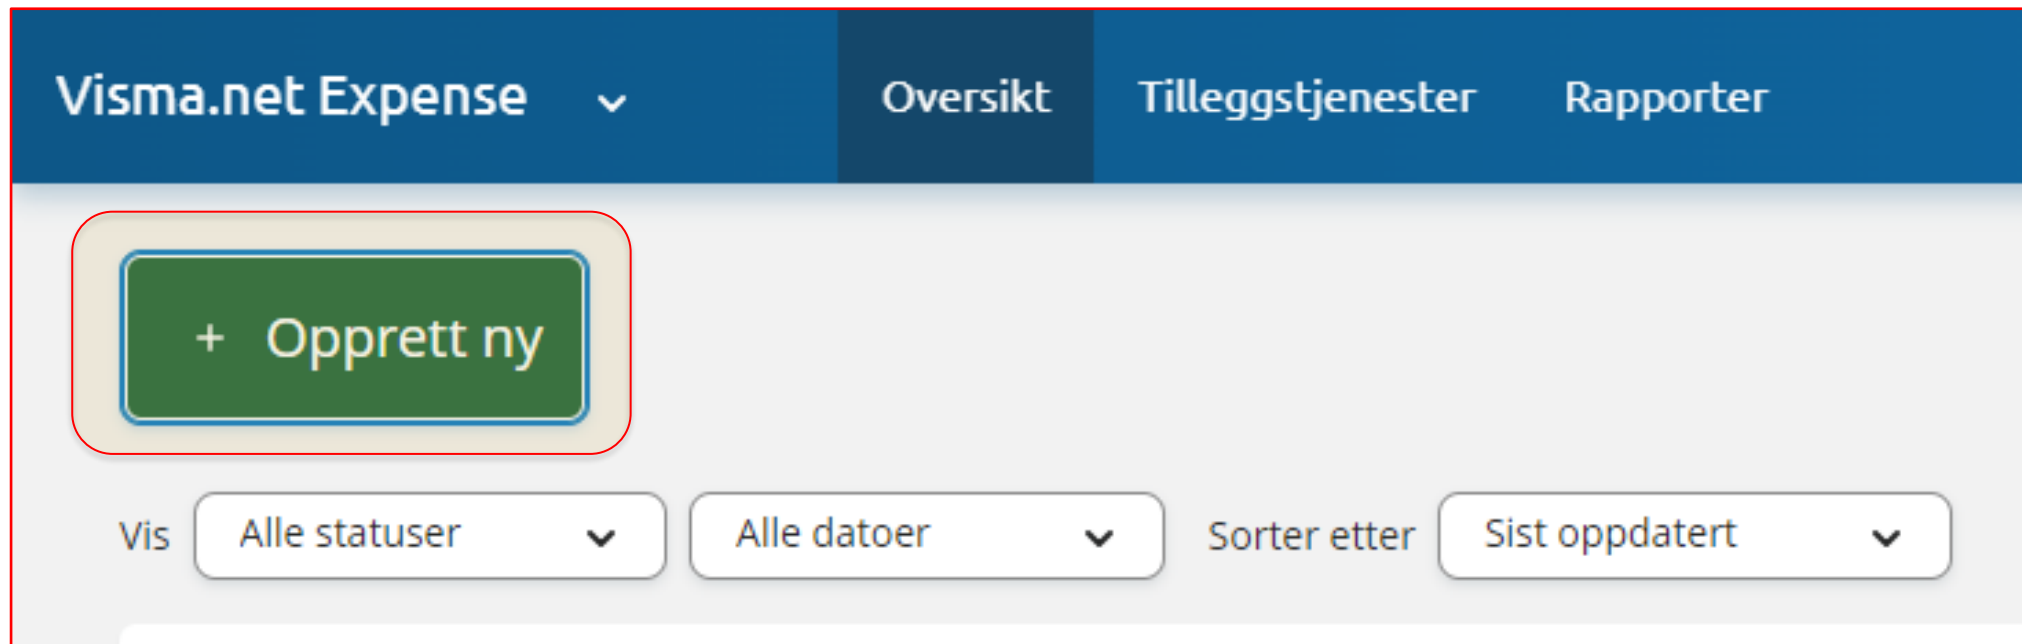 Visma.net Expense Oversikt Tilleggstjenester Rapporter
+ Opprett ny
Vis Alle statuser Alle datoer Sorter etter Sist oppdatert